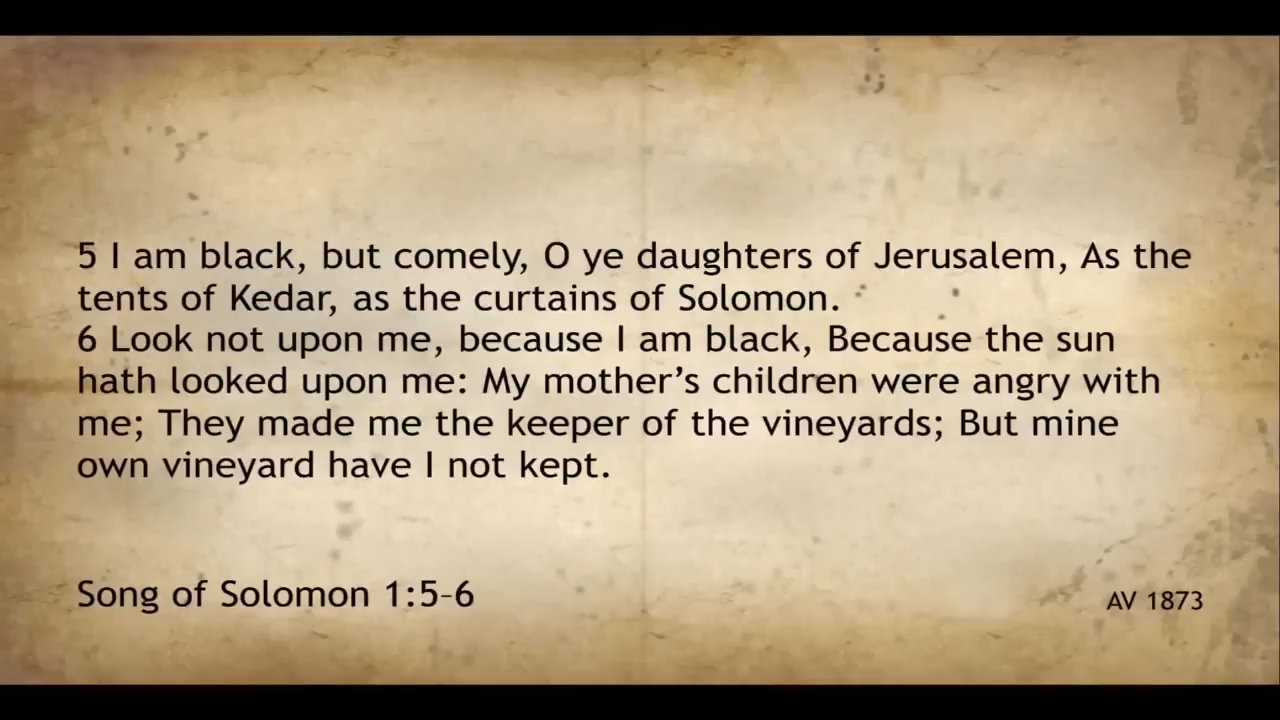 5 I am black, but comely, O ye daughters of Jerusalem, As the
tents of Kedar, as the curtains of Solomon.
6 Look not upon me, because I am black, Because the sun
hath looked upon me: My mother’s children were angry with
me; They made me the keeper of the vineyards; But mine
own vineyard have I not kept.
Song of Solomon 1:5–6
AV 1873